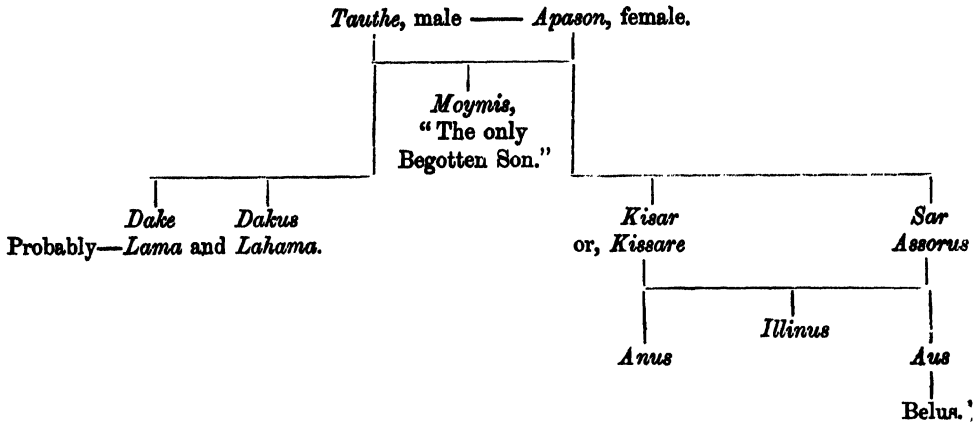 Tauthe, male — Apason, female.
Moymis,
“The only
Begotten Son.”
Dake Dakus Kisar Sar
Probably—Lama and Lahama. or, Kissare Assorus
Illinus
Anus Aus
Belus.’